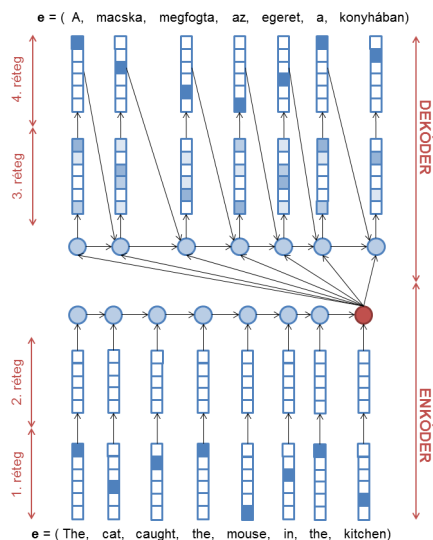 e = ( A, macska, megfogta, az, egeret, a, konyhában)
4. réteg
3. réteg
DEKÓDER
2. réteg
1. réteg
ENKÓDER
e = ( The, cat, caught, the, mouse, in, the, kitchen)